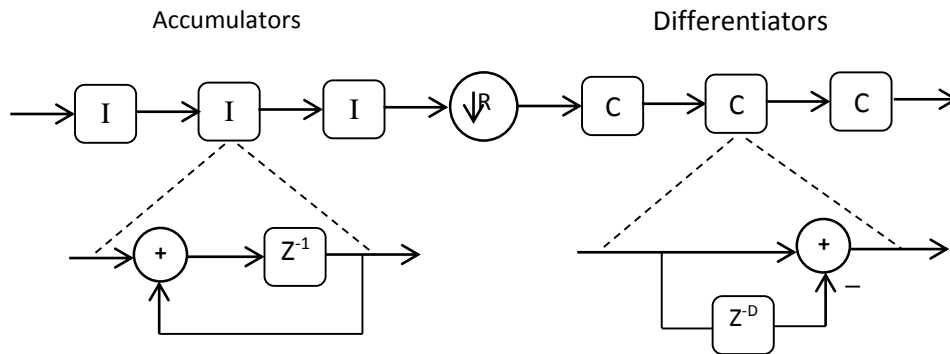 Accumulators Differentiators
I I I ↓R C C C
+ Z-1 + –
Z-D